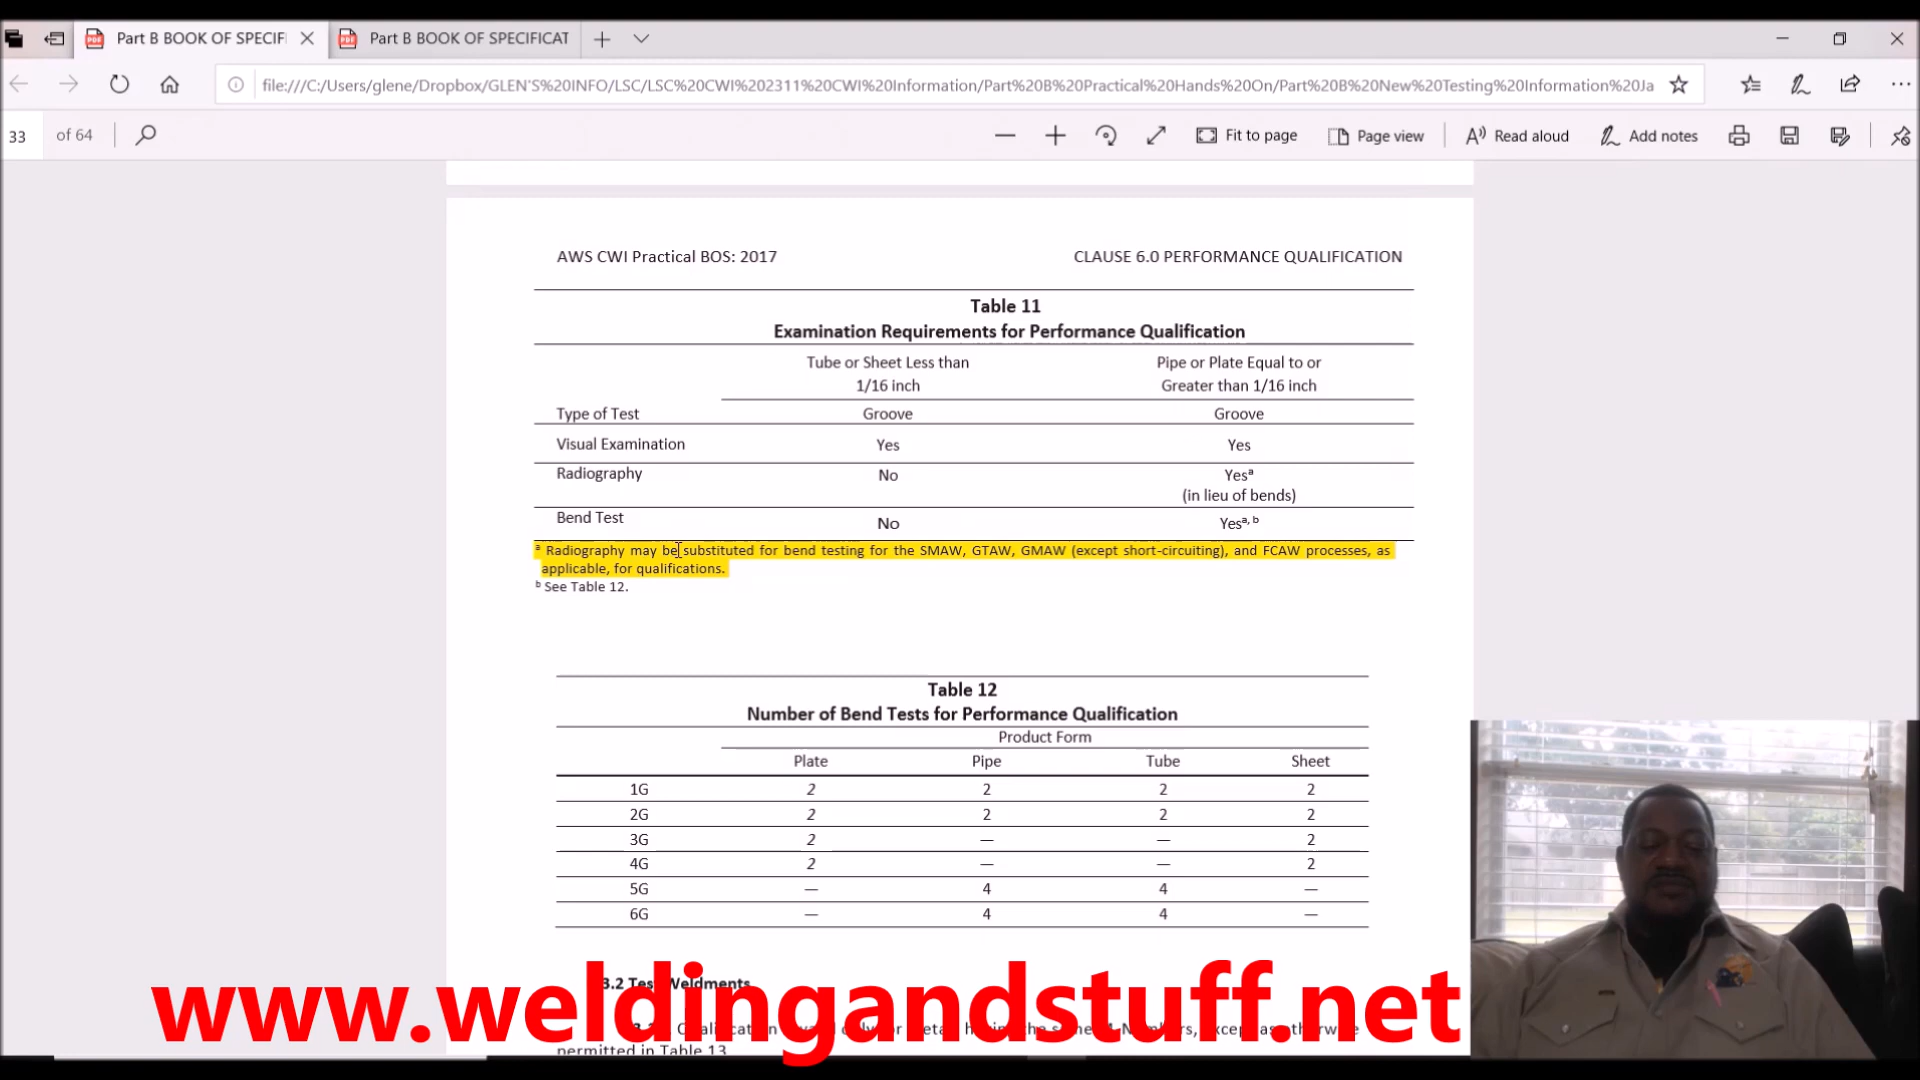 Part B BOOK OF SPECIFI
Part B BOOK OF SPECIFICAT
file:///C:/Users/glene/Dropbox/GLEN'S%20INFO/LSC/LSC%20CWI%202311%20CWI%20Information/Part%20B%20Practical%20Hands%20On/Part%20B%20New%20Testing%20Information%20Ja
33 of 64
Fit to page
Page view
Read aloud
Add notes
AWS CWI Practical BOS: 2017 CLAUSE 6.0 PERFORMANCE QUALIFICATION
Table 11
Examination Requirements for Performance Qualification
Tube or Sheet Less than Pipe or Plate Equal to or
1/16 inch Greater than 1/16 inch
Type of Test Groove Groove
Visual Examination Yes Yes
Radiography No Yesᵃ
(in lieu of bends)
Bend Test No Yesᵃ, ᵇ
ᵃ Radiography may be substituted for bend testing for the SMAW, GTAW, GMAW (except short-circuiting), and FCAW processes, as
applicable, for qualifications.
ᵇ See Table 12.
Table 12
Number of Bend Tests for Performance Qualification
Product Form
Plate Pipe Tube Sheet
1G 2 2 2 2
2G 2 2 2 2
3G 2 — — 2
4G 2 — — 2
5G — 4 4 —
6G — 4 4 —
3.2 Test Weldments
www.weldingandstuff.net
permitted in Table 13